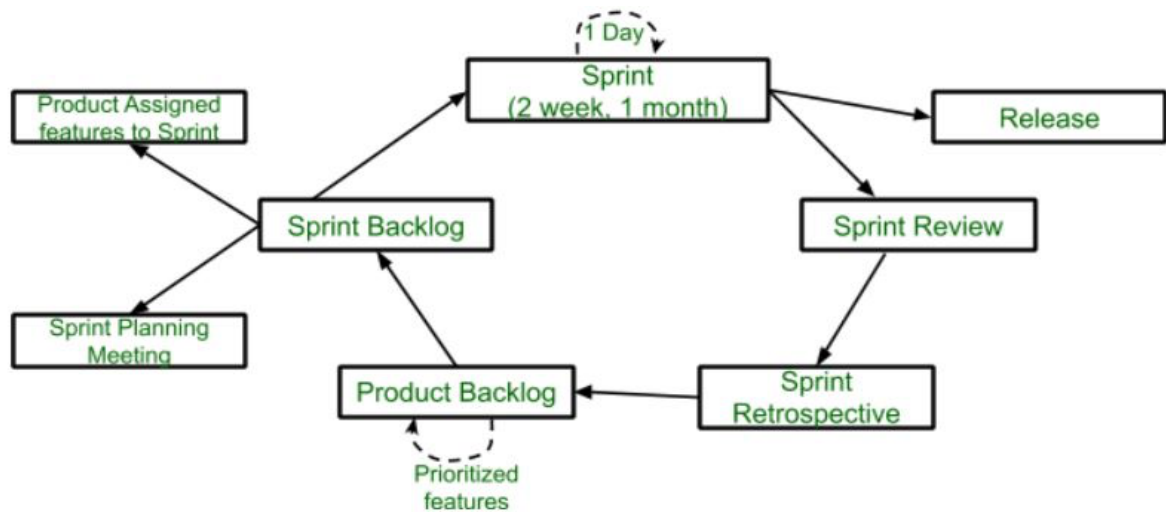 1 Day
Sprint
(2 week, 1 month)
Product Assigned
features to Sprint
Release
Sprint Backlog
Sprint Review
Sprint Planning
Meeting
Product Backlog
Sprint
Retrospective
Prioritized
features